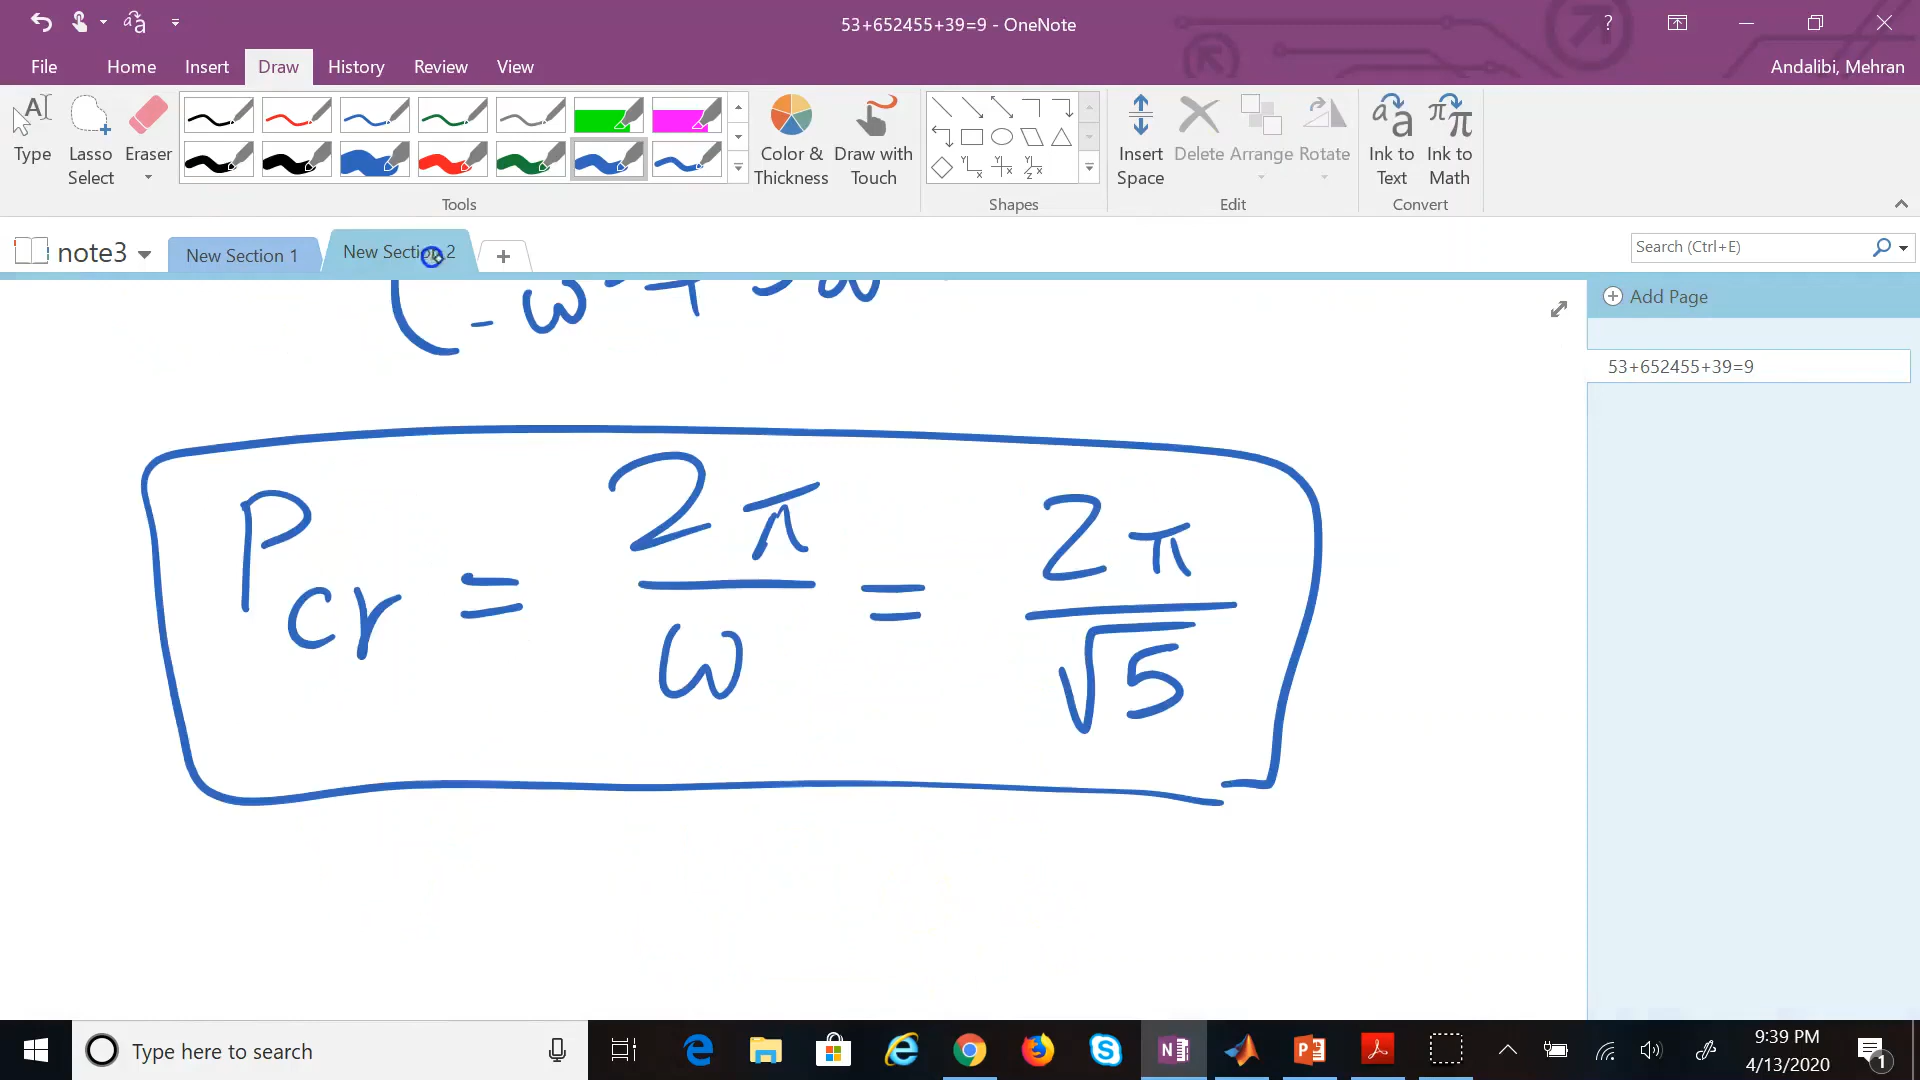 53+652455+39=9 - OneNote
?
File Home Insert Draw History Review View
Andalibi, Mehran
Type
Lasso Select
Eraser
Color & Thickness
Draw with Touch
Insert Space
Delete
Arrange
Rotate
Ink to Text
Ink to Math
Tools
Shapes
Edit
Convert
note3
New Section 1
New Section 2
Search (Ctrl+E)
Add Page
53+652455+39=9
P_cr = 2π/ω = 2π/√5
Type here to search
9:39 PM
4/13/2020
1